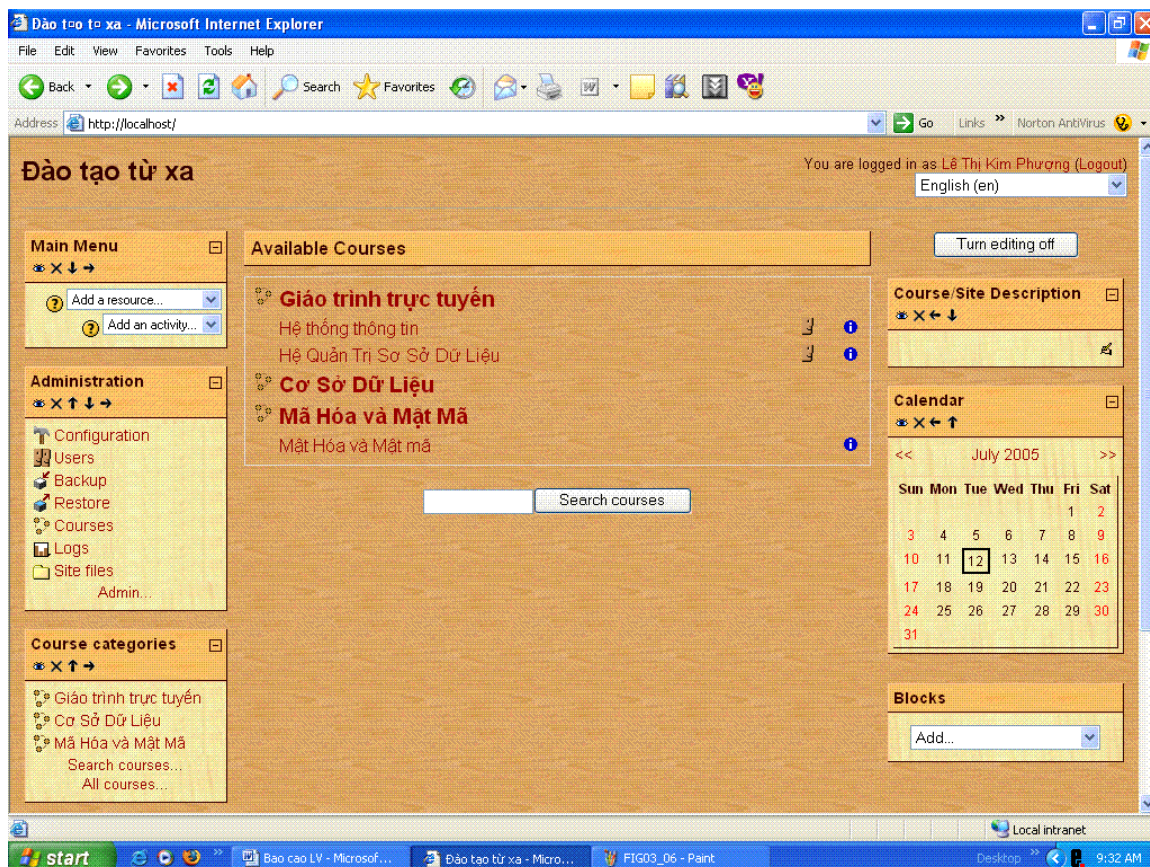 Đào t¤o t¤ xa - Microsoft Internet Explorer
File Edit View Favorites Tools Help
Back Search Favorites
Address http://localhost/ Go Links » Norton AntiVirus
Đào tạo từ xa
You are logged in as Lê Thị Kim Phượng (Logout)
English (en)
Main Menu
Add a resource...
Add an activity...
Administration
Configuration
Users
Backup
Restore
Courses
Logs
Site files
Admin...
Course categories
Giáo trình trực tuyến
Cơ Sở Dữ Liệu
Mã Hóa và Mật Mã
Search courses...
All courses...
Available Courses
Giáo trình trực tuyến
Hệ thống thông tin
Hệ Quản Trị Sơ Sở Dữ Liệu
Cơ Sở Dữ Liệu
Mã Hóa và Mật Mã
Mật Hóa và Mật mã
Search courses
Turn editing off
Course/Site Description
Calendar
<< July 2005 >>
Sun Mon Tue Wed Thu Fri Sat
1 2
3 4 5 6 7 8 9
10 11 12 13 14 15 16
17 18 19 20 21 22 23
24 25 26 27 28 29 30
31
Blocks
Add...
Local intranet
start » Bao cao LV - Microsof... Đào tạo từ xa - Micro... FIG03_06 - Paint Desktop » 9:32 AM